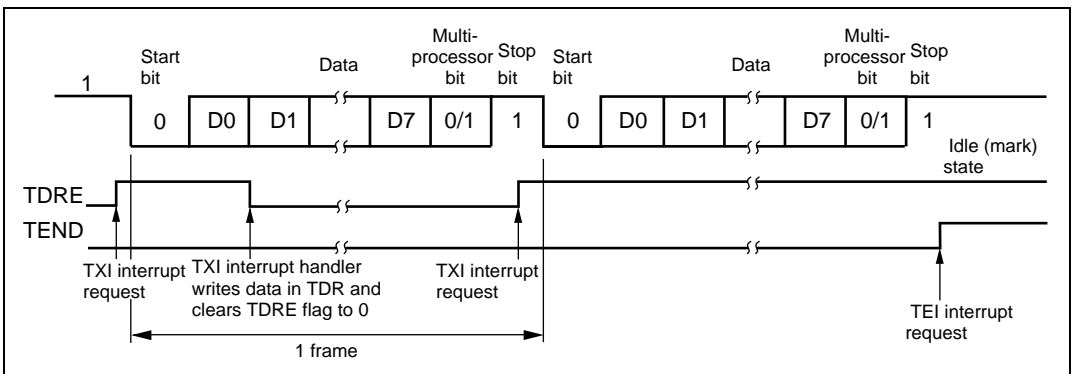 Start
bit
Data
Multi-
processor
bit
Stop
bit
Start
bit
Data
Multi-
processor
bit
Stop
bit
1
0 D0 D1 D7 0/1 1 0 D0 D1 D7 0/1 1
Idle (mark)
state
TDRE
TEND
TXI interrupt
request
TXI interrupt handler
writes data in TDR and
clears TDRE flag to 0
TXI interrupt
request
TEI interrupt
request
1 frame